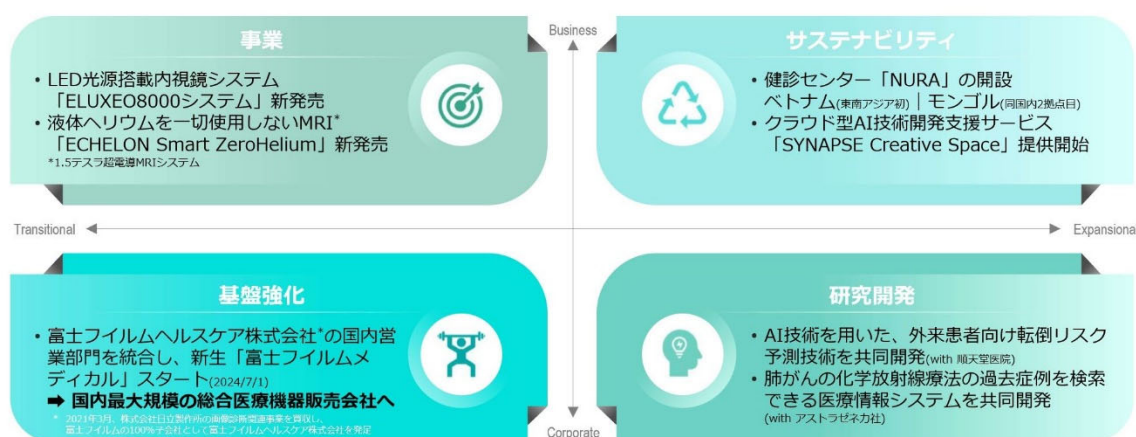 Business
事業
・LED光源搭載内視鏡システム
「ELUXEO8000システム」新発売
・液体ヘリウムを一切使用しないMRI*
「ECHELON Smart ZeroHelium」新発売
*1.5テスラ超電導MRIシステム
サステナビリティ
・健診センター「NURA」の開設
ベトナム(東南アジア初)｜モンゴル(同国内2拠点目)
・クラウド型AI技術開発支援サービス
「SYNAPSE Creative Space」提供開始
Transitional
Expansional
基盤強化
・富士フイルムヘルスケア株式会社*の国内営
業部門を統合し、新生「富士フイルムメ
ディカル」スタート(2024/7/1)
➡ 国内最大規模の総合医療機器販売会社へ
* 2021年3月、株式会社日立製作所の画像診断関連事業を買収し、
富士フイルムの100%子会社として富士フイルムヘルスケア株式会社を発足
研究開発
・AI技術を用いた、外来患者向け転倒リスク
予測技術を共同開発(with 順天堂医院)
・肺がんの化学放射線療法の過去症例を検索
できる医療情報システムを共同開発
(with アストラゼネカ社)
Corporate